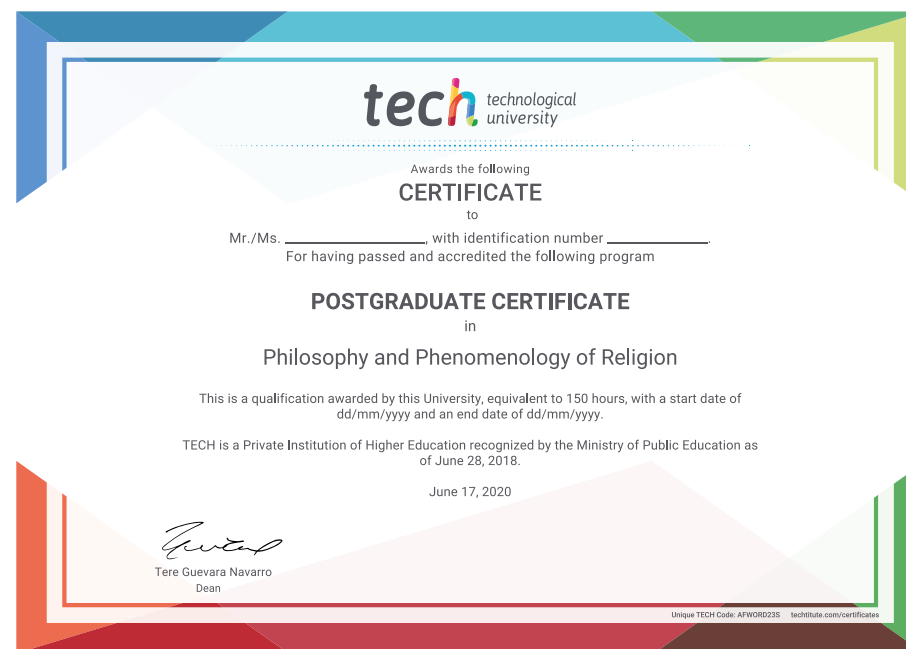 tech technological
university
Awards the following
CERTIFICATE
to
Mr./Ms. ____________________, with identification number ______________.
For having passed and accredited the following program
POSTGRADUATE CERTIFICATE
in
Philosophy and Phenomenology of Religion
This is a qualification awarded by this University, equivalent to 150 hours, with a start date of
dd/mm/yyyy and an end date of dd/mm/yyyy.
TECH is a Private Institution of Higher Education recognized by the Ministry of Public Education as
of June 28, 2018.
June 17, 2020
Tere Guevara Navarro
Dean
Unique TECH Code: AFWORD23S techtitute.com/certificates